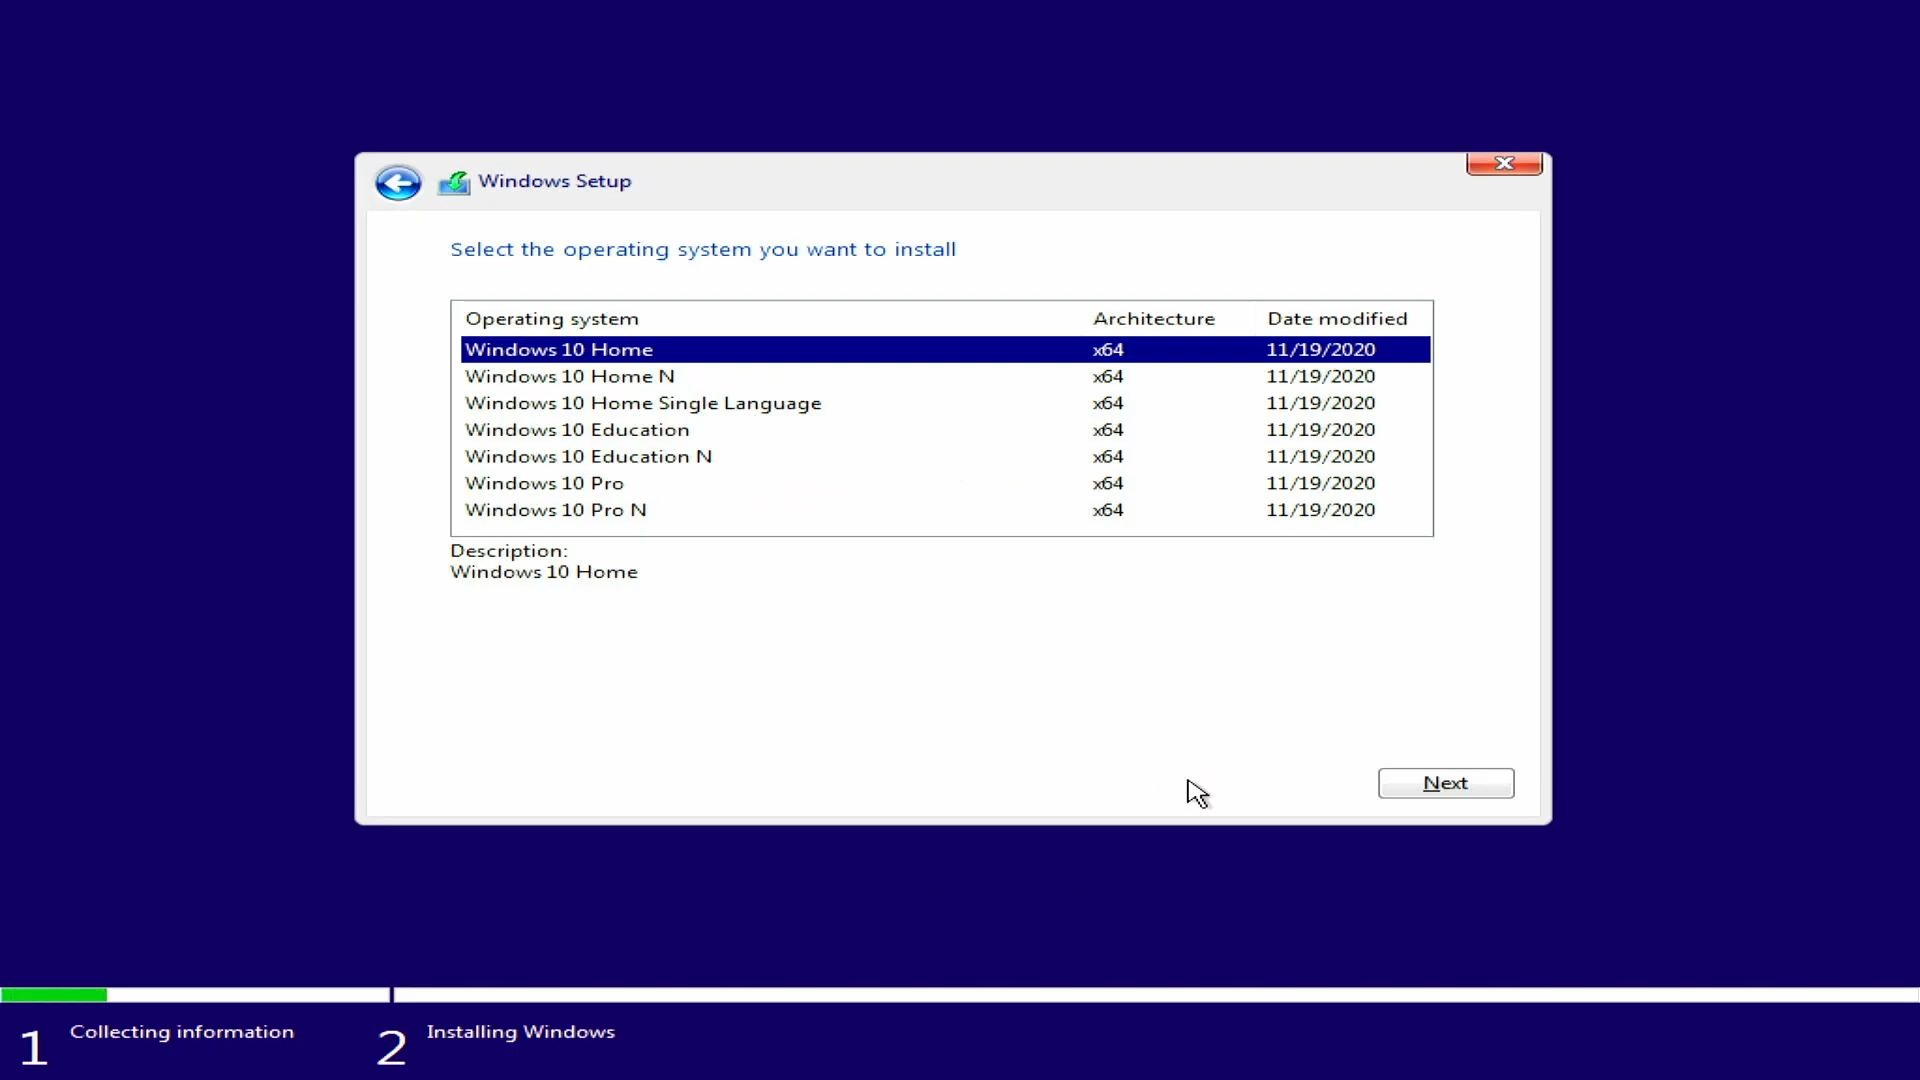 Windows Setup
Select the operating system you want to install
Operating system Architecture Date modified
Windows 10 Home x64 11/19/2020
Windows 10 Home N x64 11/19/2020
Windows 10 Home Single Language x64 11/19/2020
Windows 10 Education x64 11/19/2020
Windows 10 Education N x64 11/19/2020
Windows 10 Pro x64 11/19/2020
Windows 10 Pro N x64 11/19/2020
Description:
Windows 10 Home
Next
1 Collecting information 2 Installing Windows